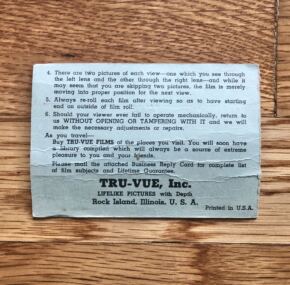 4. There are two pictures of each view—one which you see through
the left lens and the other through the right lens—and while it
may seem that you are skipping two pictures, the film is merely
moving into proper position for the next view.
5. Always re-roll each film after viewing so as to have starting
end as outside of film roll.
6. Should your viewer ever fail to operate mechanically, return to
us WITHOUT OPENING OR TAMPERING WITH IT and we will
make the necessary adjustments or repairs.
As you travel—
Buy TRU-VUE FILMS of the places you visit. You will soon have
a library compiled which will always be a source of extreme
pleasure to you and your friends.
Please mail the attached Business Reply Card for complete list
of film subjects and Lifetime Guarantee.
TRU-VUE, Inc.
LIFELIKE PICTURES with Depth
Rock Island, Illinois, U. S. A.
Printed in U.S.A.